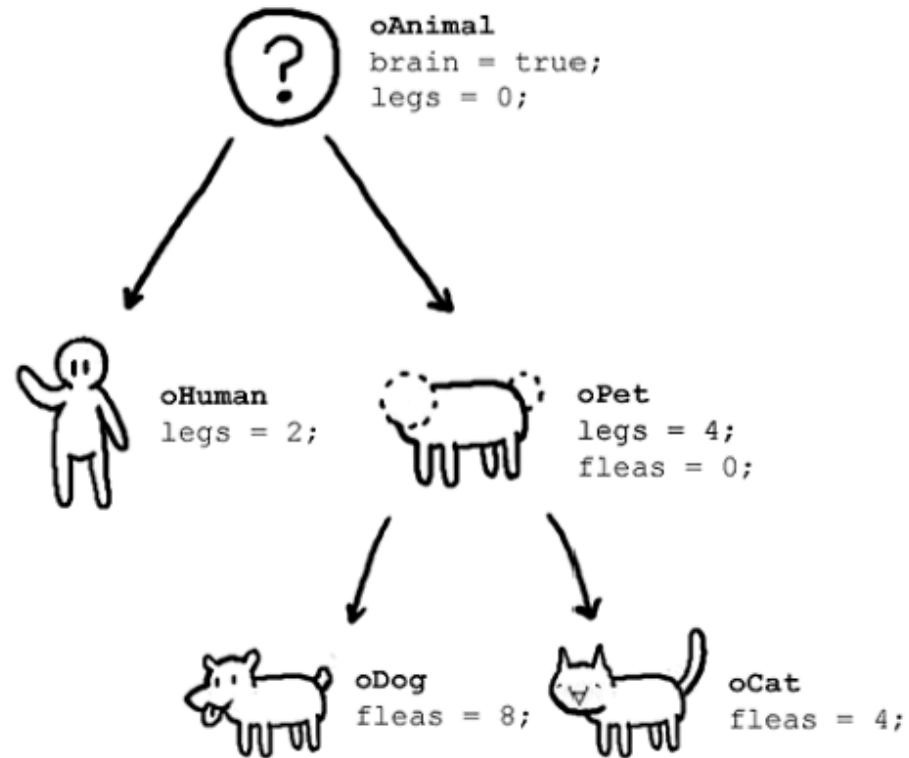 ?
oAnimal
brain = true;
legs = 0;
oHuman
legs = 2;
oPet
legs = 4;
fleas = 0;
oDog
fleas = 8;
oCat
fleas = 4;